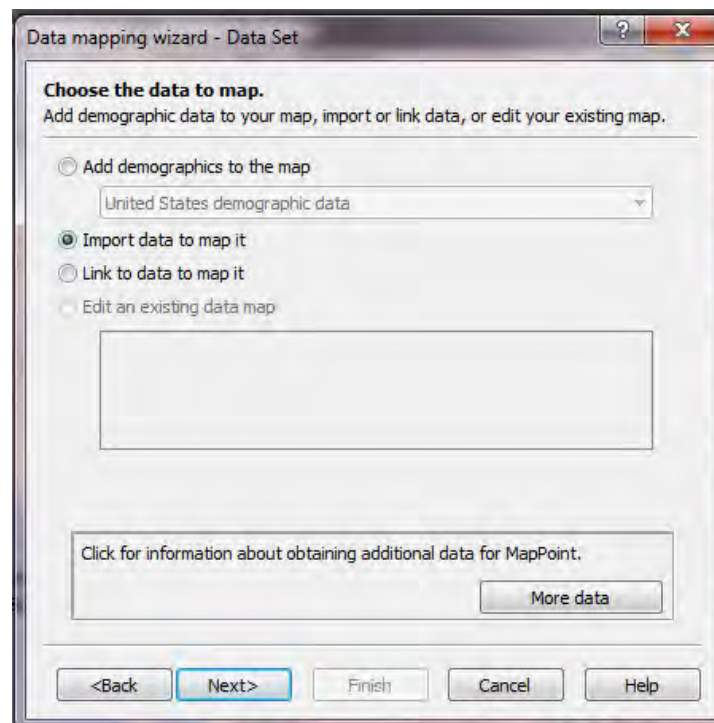 Data mapping wizard - Data Set
?
X
Choose the data to map.
Add demographic data to your map, import or link data, or edit your existing map.
Add demographics to the map
United States demographic data
Import data to map it
Link to data to map it
Edit an existing data map
Click for information about obtaining additional data for MapPoint.
More data
<Back Next> Finish Cancel Help